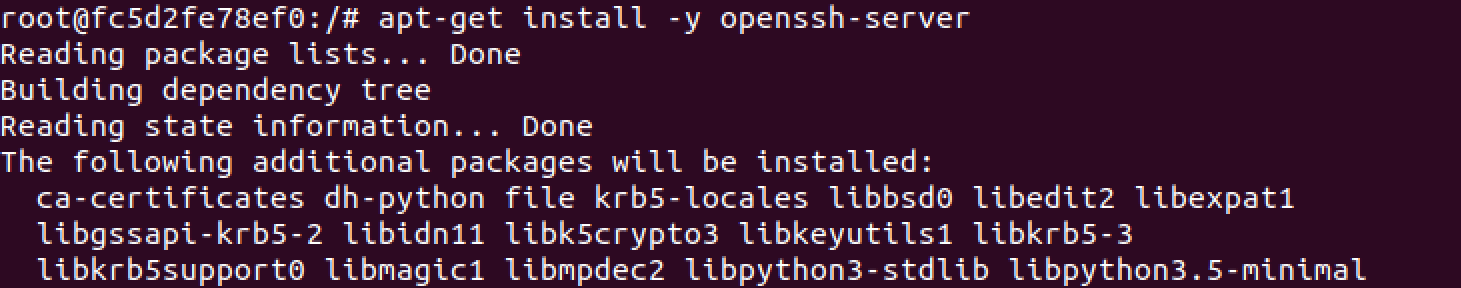 root@fc5d2fe78ef0:/# apt-get install -y openssh-server
Reading package lists... Done
Building dependency tree
Reading state information... Done
The following additional packages will be installed:
  ca-certificates dh-python file krb5-locales libbsd0 libedit2 libexpat1
  libgssapi-krb5-2 libidn11 libk5crypto3 libkeyutils1 libkrb5-3
  libkrb5support0 libmagic1 libmpdec2 libpython3-stdlib libpython3.5-minimal